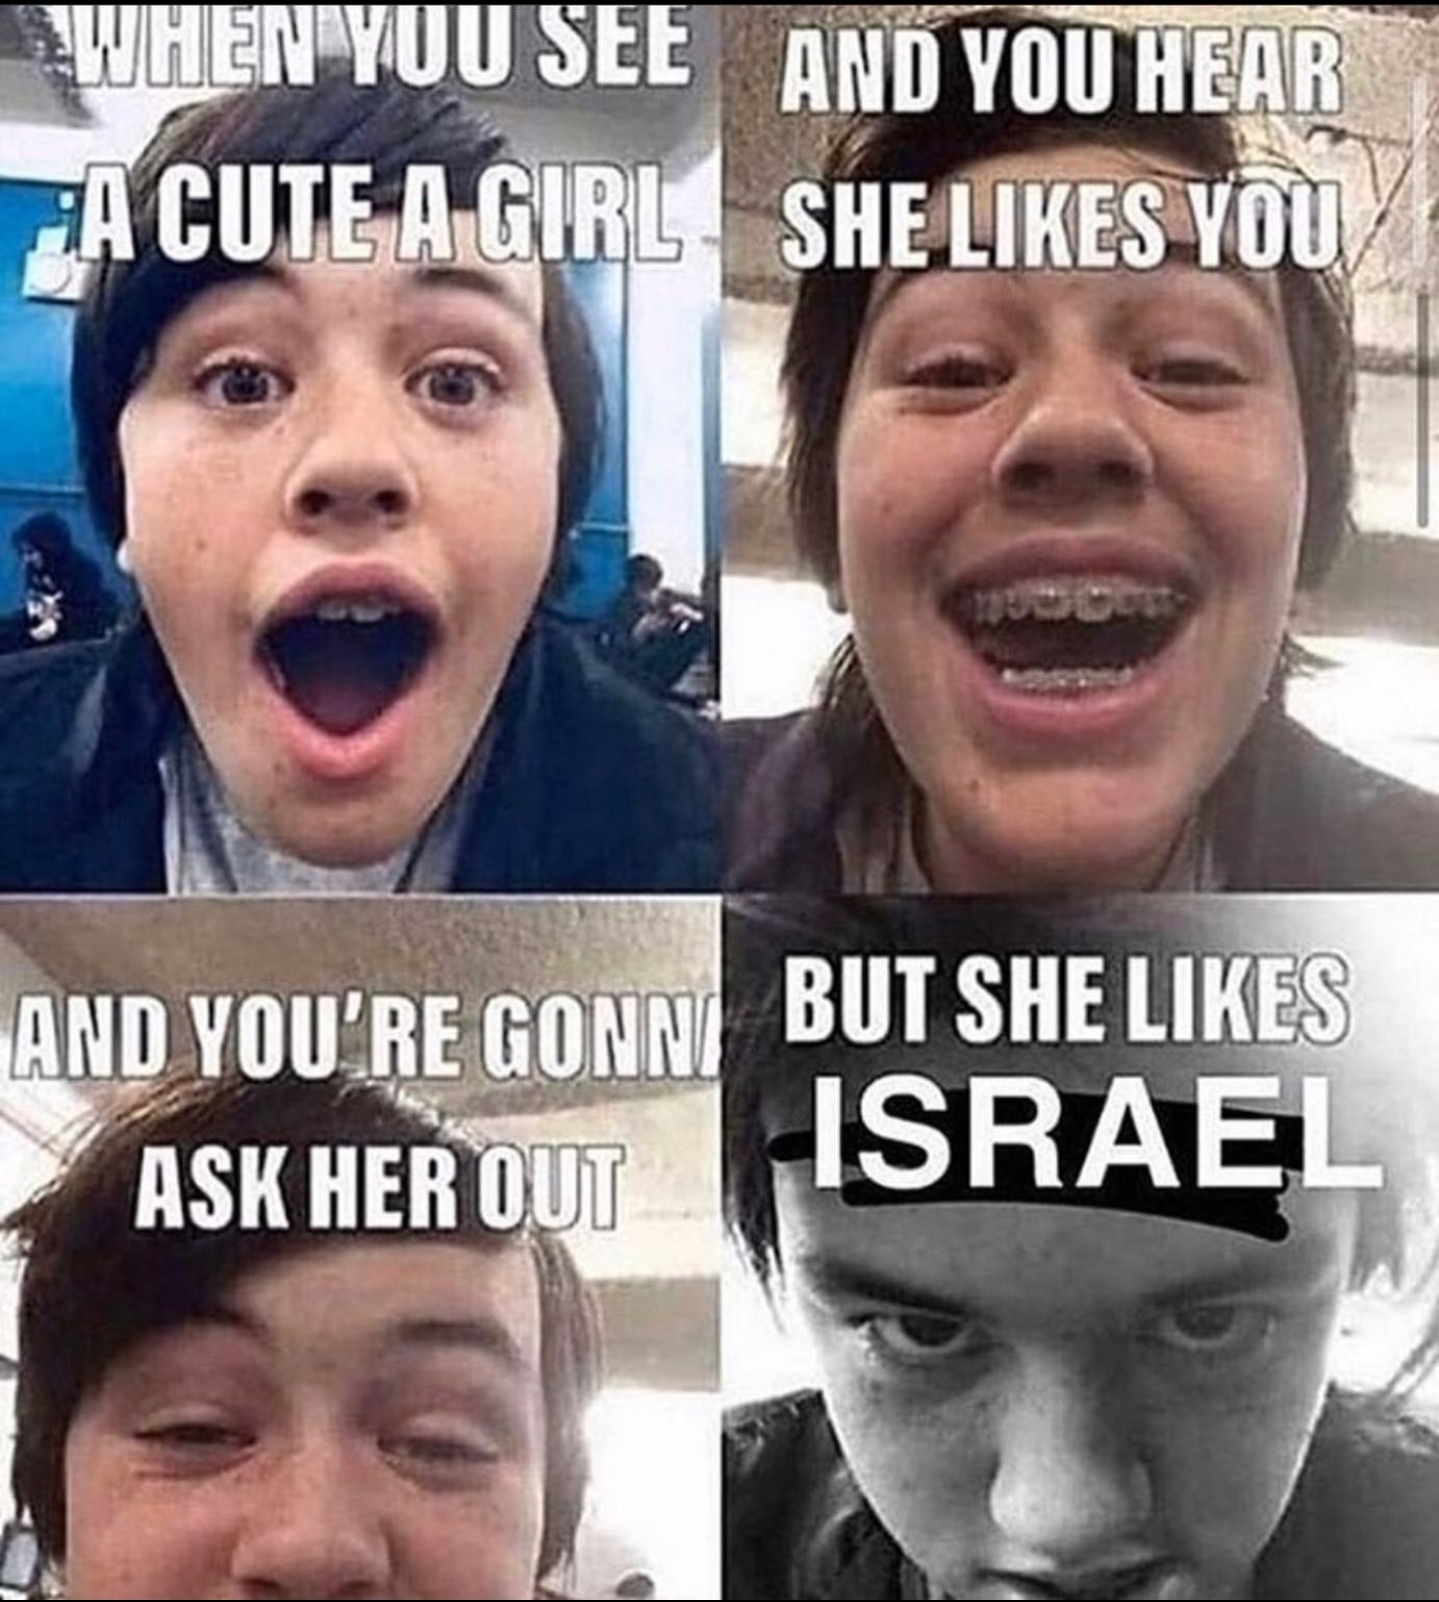 WHEN YOU SEE
A CUTE A GIRL
AND YOU HEAR
SHE LIKES YOU
AND YOU'RE GONNA
ASK HER OUT
BUT SHE LIKES
ISRAEL